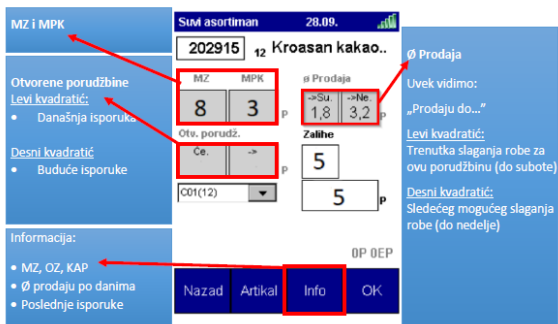 MZ i MPK
Otvorene porudžbine
Levi kvadratić:
• Današnja isporuka
Desni kvadratić
• Buduće isporuke
Informacija:
• MZ, OZ, KAP
• Ø prodaju po danima
• Poslednje isporuke
Suvi asortiman 28.09.
202915 12 Kroasan kakao..
MZ MPK ø Prodaja
->Su. ->Ne.
8 3 p 1,8 3,2 p
Otv. porudž. Zalihe
Če. -> p 5
C01(12) 5 p
0P 0EP
Nazad Artikal Info OK
Ø Prodaja
Uvek vidimo:
„Prodaju do...”
Levi kvadratić:
Trenutka slaganja robe za
ovu porudžbinu (do subote)
Desni kvadratić:
Sledećeg mogućeg slaganja
robe (do nedelje)